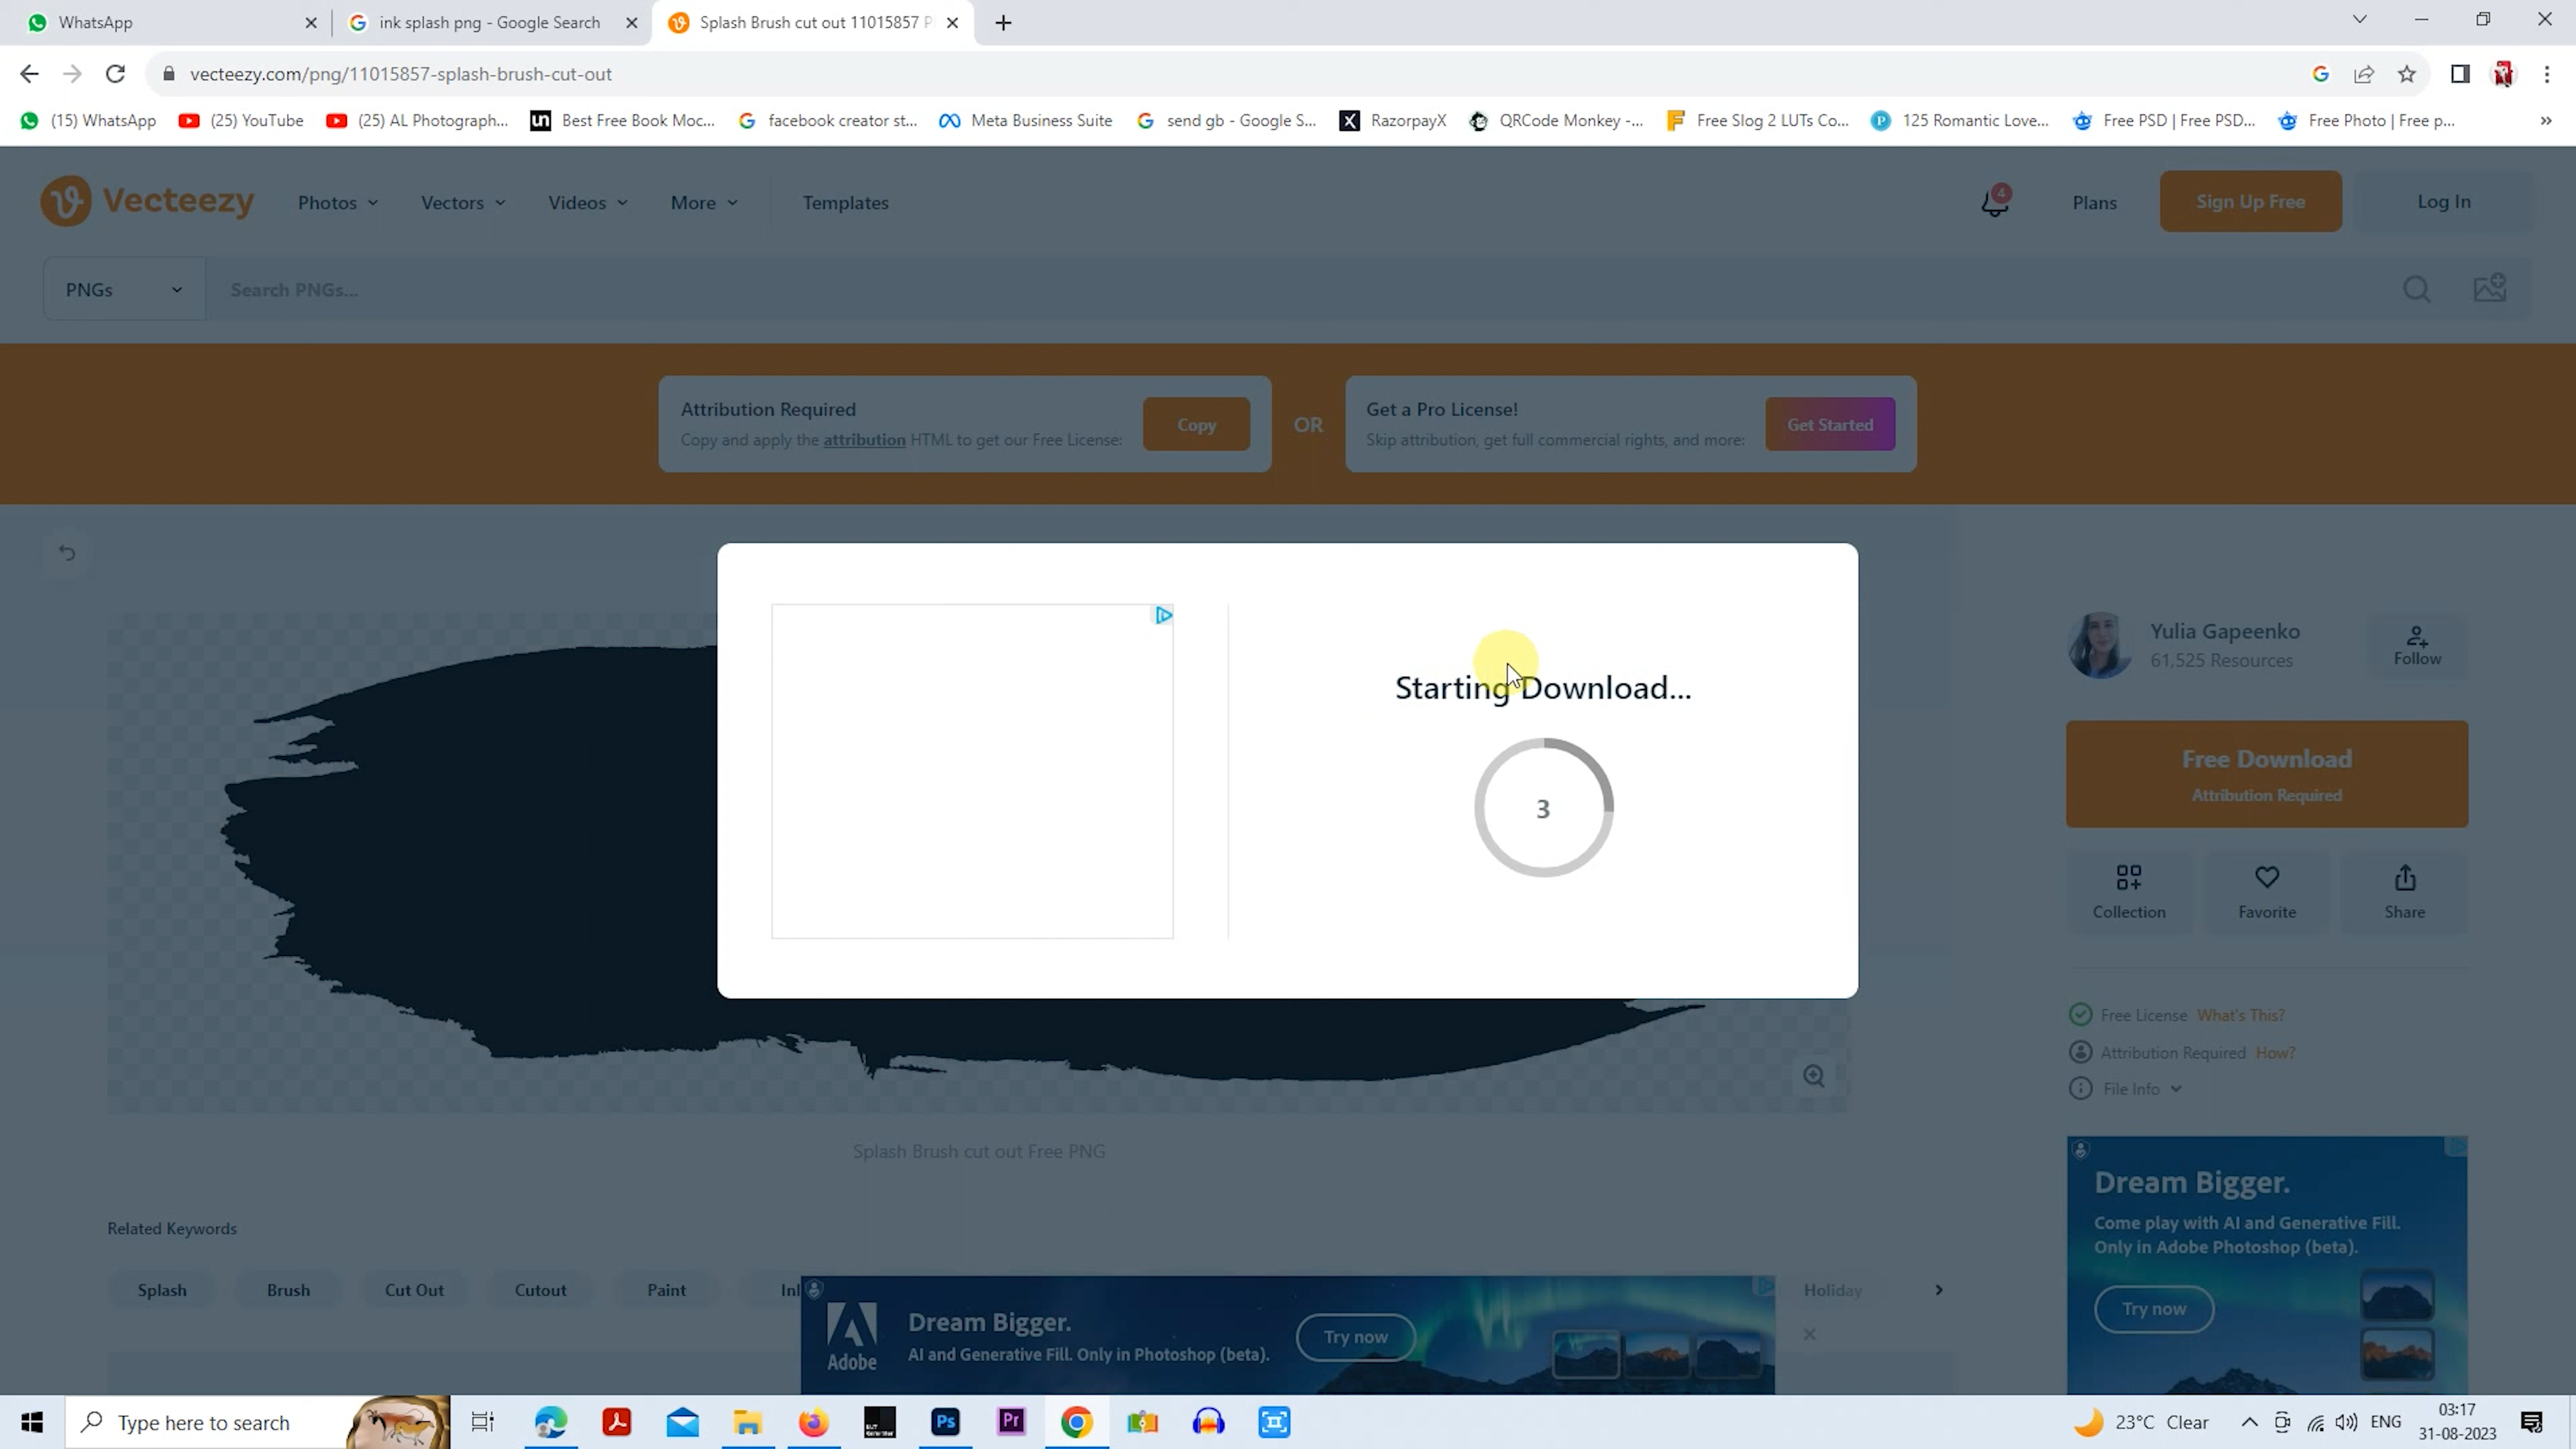 WhatsApp
ink splash png - Google Search
Splash Brush cut out 11015857 P
vecteezy.com/png/11015857-splash-brush-cut-out
(15) WhatsApp
(25) YouTube
(25) AL Photograph...
un
Best Free Book Moc...
facebook creator st...
Meta Business Suite
send gb - Google S...
RazorpayX
QRCode Monkey -...
Free Slog 2 LUTs Co...
125 Romantic Love...
Free PSD | Free PSD...
Free Photo | Free p...
Vecteezy
Photos
Vectors
Videos
More
Templates
4
Plans
Sign Up Free
Log In
PNGs
Search PNGs...
Attribution Required
Copy and apply the attribution HTML to get our Free License:
Copy
OR
Get a Pro License!
Skip attribution, get full commercial rights, and more:
Get Started
Starting Download...
3
Yulia Gapeenko
61,525 Resources
Follow
Free Download
Attribution Required
Collection
Favorite
Share
Free License What's This?
Attribution Required How?
File Info
Splash Brush cut out Free PNG
Related Keywords
Splash
Brush
Cut Out
Cutout
Paint
Holiday
Adobe
Dream Bigger.
AI and Generative Fill. Only in Photoshop (beta).
Try now
Dream Bigger.
Come play with AI and Generative Fill.
Only in Adobe Photoshop (beta).
Try now
Type here to search
Ps
Pr
23°C Clear
ENG
03:17
31-08-2023